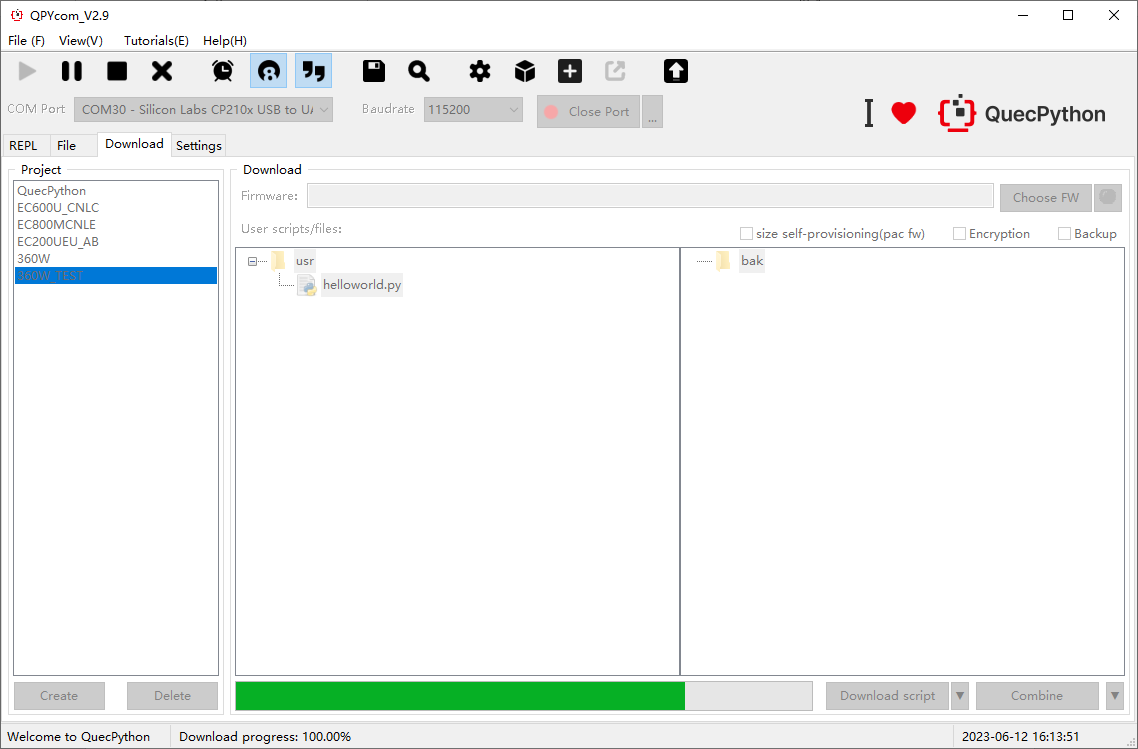 QPYcom_V2.9
File (F) View(V) Tutorials(E) Help(H)
COM Port COM30 - Silicon Labs CP210x USB to UA Baudrate 115200 Close Port ...
I QuecPython
REPL File Download Settings
Project
QuecPython
EC600U_CNLC
EC800MCNLE
EC200UEU_AB
360W
360W_TEST
Create Delete
Download
Firmware: Choose FW
User scripts/files: size self-provisioning(pac fw) Encryption Backup
usr
helloworld.py
bak
Download script Combine
Welcome to QuecPython Download progress: 100.00% 2023-06-12 16:13:51